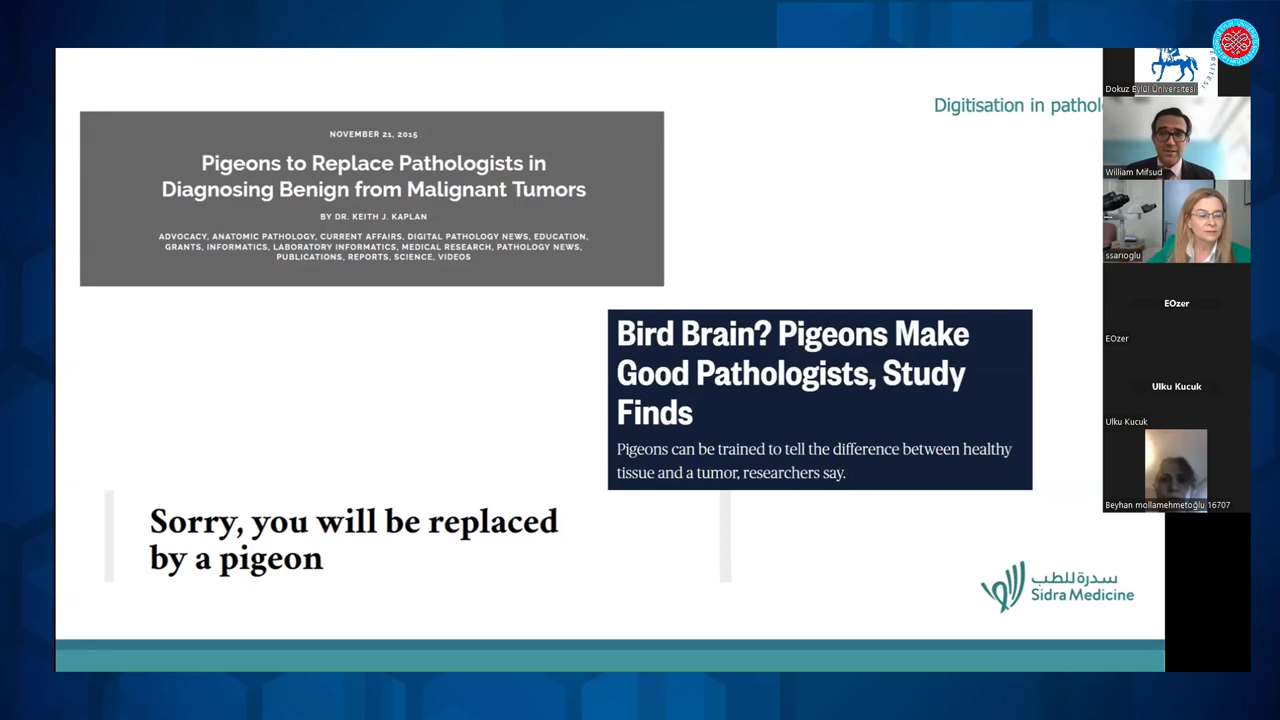 Digitisation in pathol
NOVEMBER 21, 2015
Pigeons to Replace Pathologists in
Diagnosing Benign from Malignant Tumors
BY DR. KEITH J. KAPLAN
ADVOCACY, ANATOMIC PATHOLOGY, CURRENT AFFAIRS, DIGITAL PATHOLOGY NEWS, EDUCATION,
GRANTS, INFORMATICS, LABORATORY INFORMATICS, MEDICAL RESEARCH, PATHOLOGY NEWS,
PUBLICATIONS, REPORTS, SCIENCE, VIDEOS
Bird Brain? Pigeons Make
Good Pathologists, Study
Finds
Pigeons can be trained to tell the difference between healthy
tissue and a tumor, researchers say.
Sorry, you will be replaced
by a pigeon
سدرة للطب
Sidra Medicine
Dokuz Eylül Üniversitesi
William Mifsud
ssarioglu
EOzer
EOzer
Ulku Kucuk
Ulku Kucuk
Beyhan mollamehmetoğlu 16707